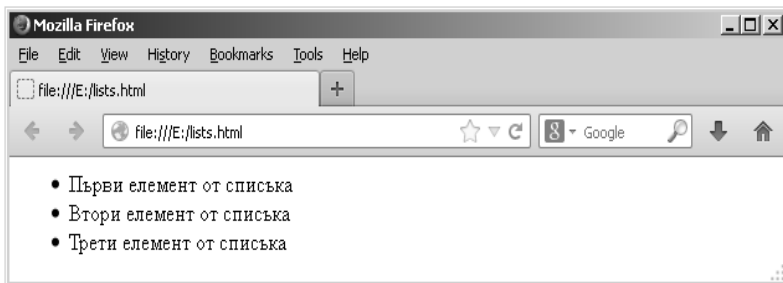 Mozilla Firefox
File Edit View History Bookmarks Tools Help
file:///E:/lists.html
file:///E:/lists.html
8 Google
Първи елемент от списъка
Втори елемент от списъка
Трети елемент от списъка